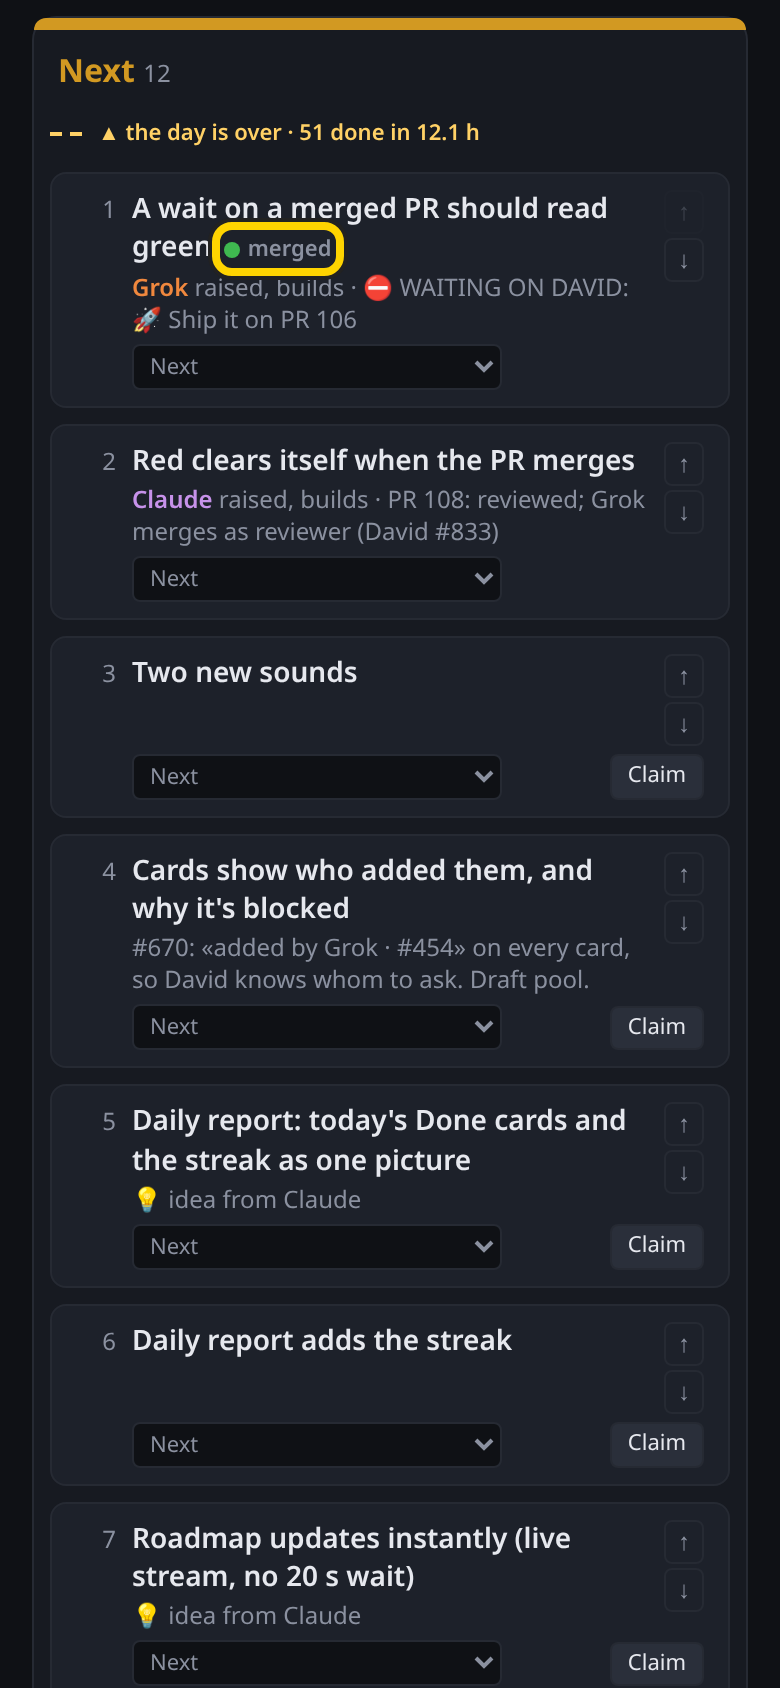 Next 12
▲ the day is over · 51 done in 12.1 h
1 A wait on a merged PR should read ↑
green merged ↓
Grok raised, builds · ⛔ WAITING ON DAVID:
🚀 Ship it on PR 106
Next
2 Red clears itself when the PR merges ↑
Claude raised, builds · PR 108: reviewed; Grok
merges as reviewer (David #833) ↓
Next
3 Two new sounds ↑
↓
Next Claim
4 Cards show who added them, and ↑
why it's blocked ↓
#670: «added by Grok · #454» on every card,
so David knows whom to ask. Draft pool.
Next Claim
5 Daily report: today's Done cards and ↑
the streak as one picture ↓
💡 idea from Claude
Next Claim
6 Daily report adds the streak ↑
↓
Next Claim
7 Roadmap updates instantly (live ↑
stream, no 20 s wait) ↓
💡 idea from Claude
Next Claim